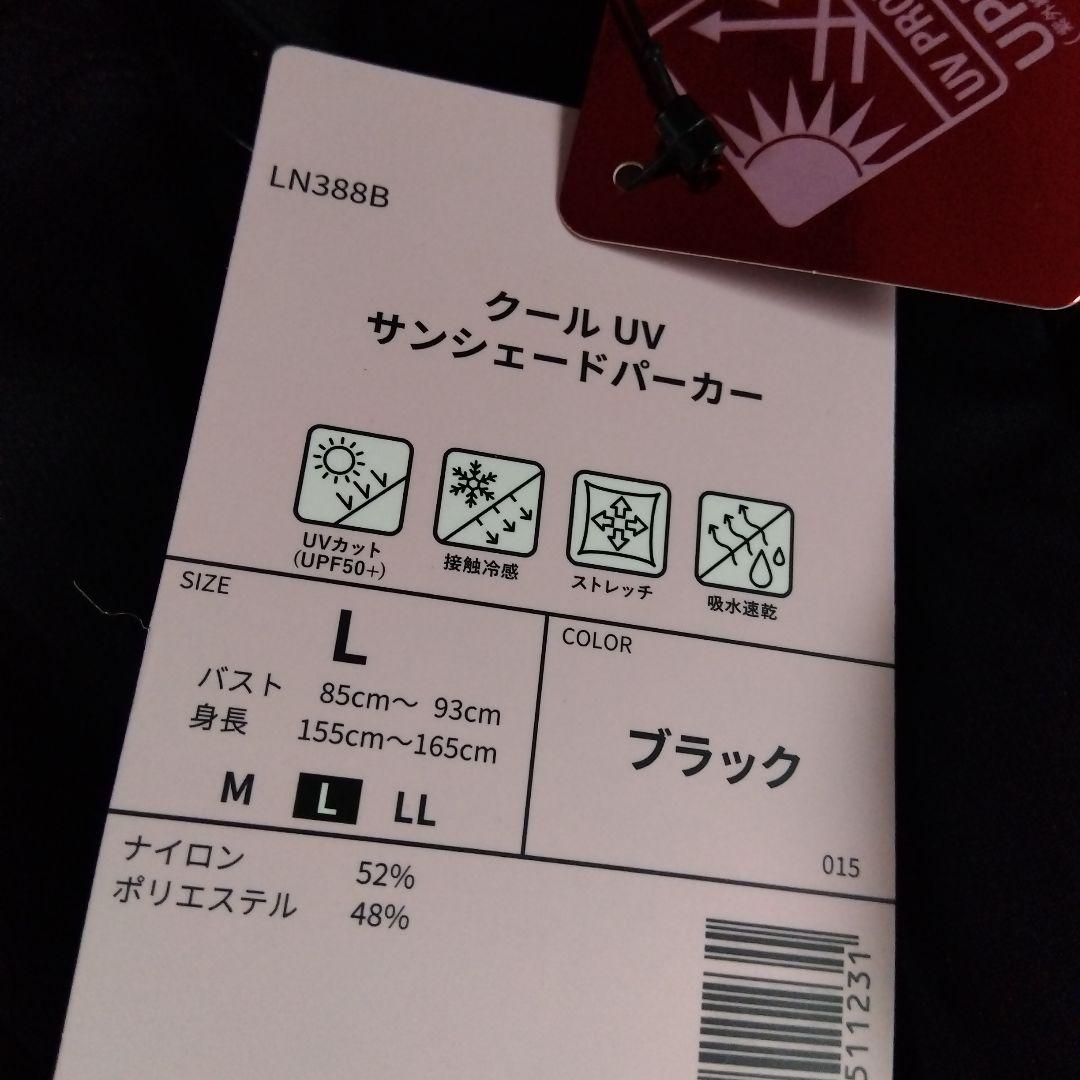 UV PRO
UP
LN388B
クール UV
サンシェードパーカー
UVカット
(UPF50+)
接触冷感
ストレッチ
吸水速乾
SIZE
L
バスト 85cm〜 93cm
身長 155cm〜165cm
M L LL
COLOR
ブラック
015
ナイロン 52%
ポリエステル 48%
511231